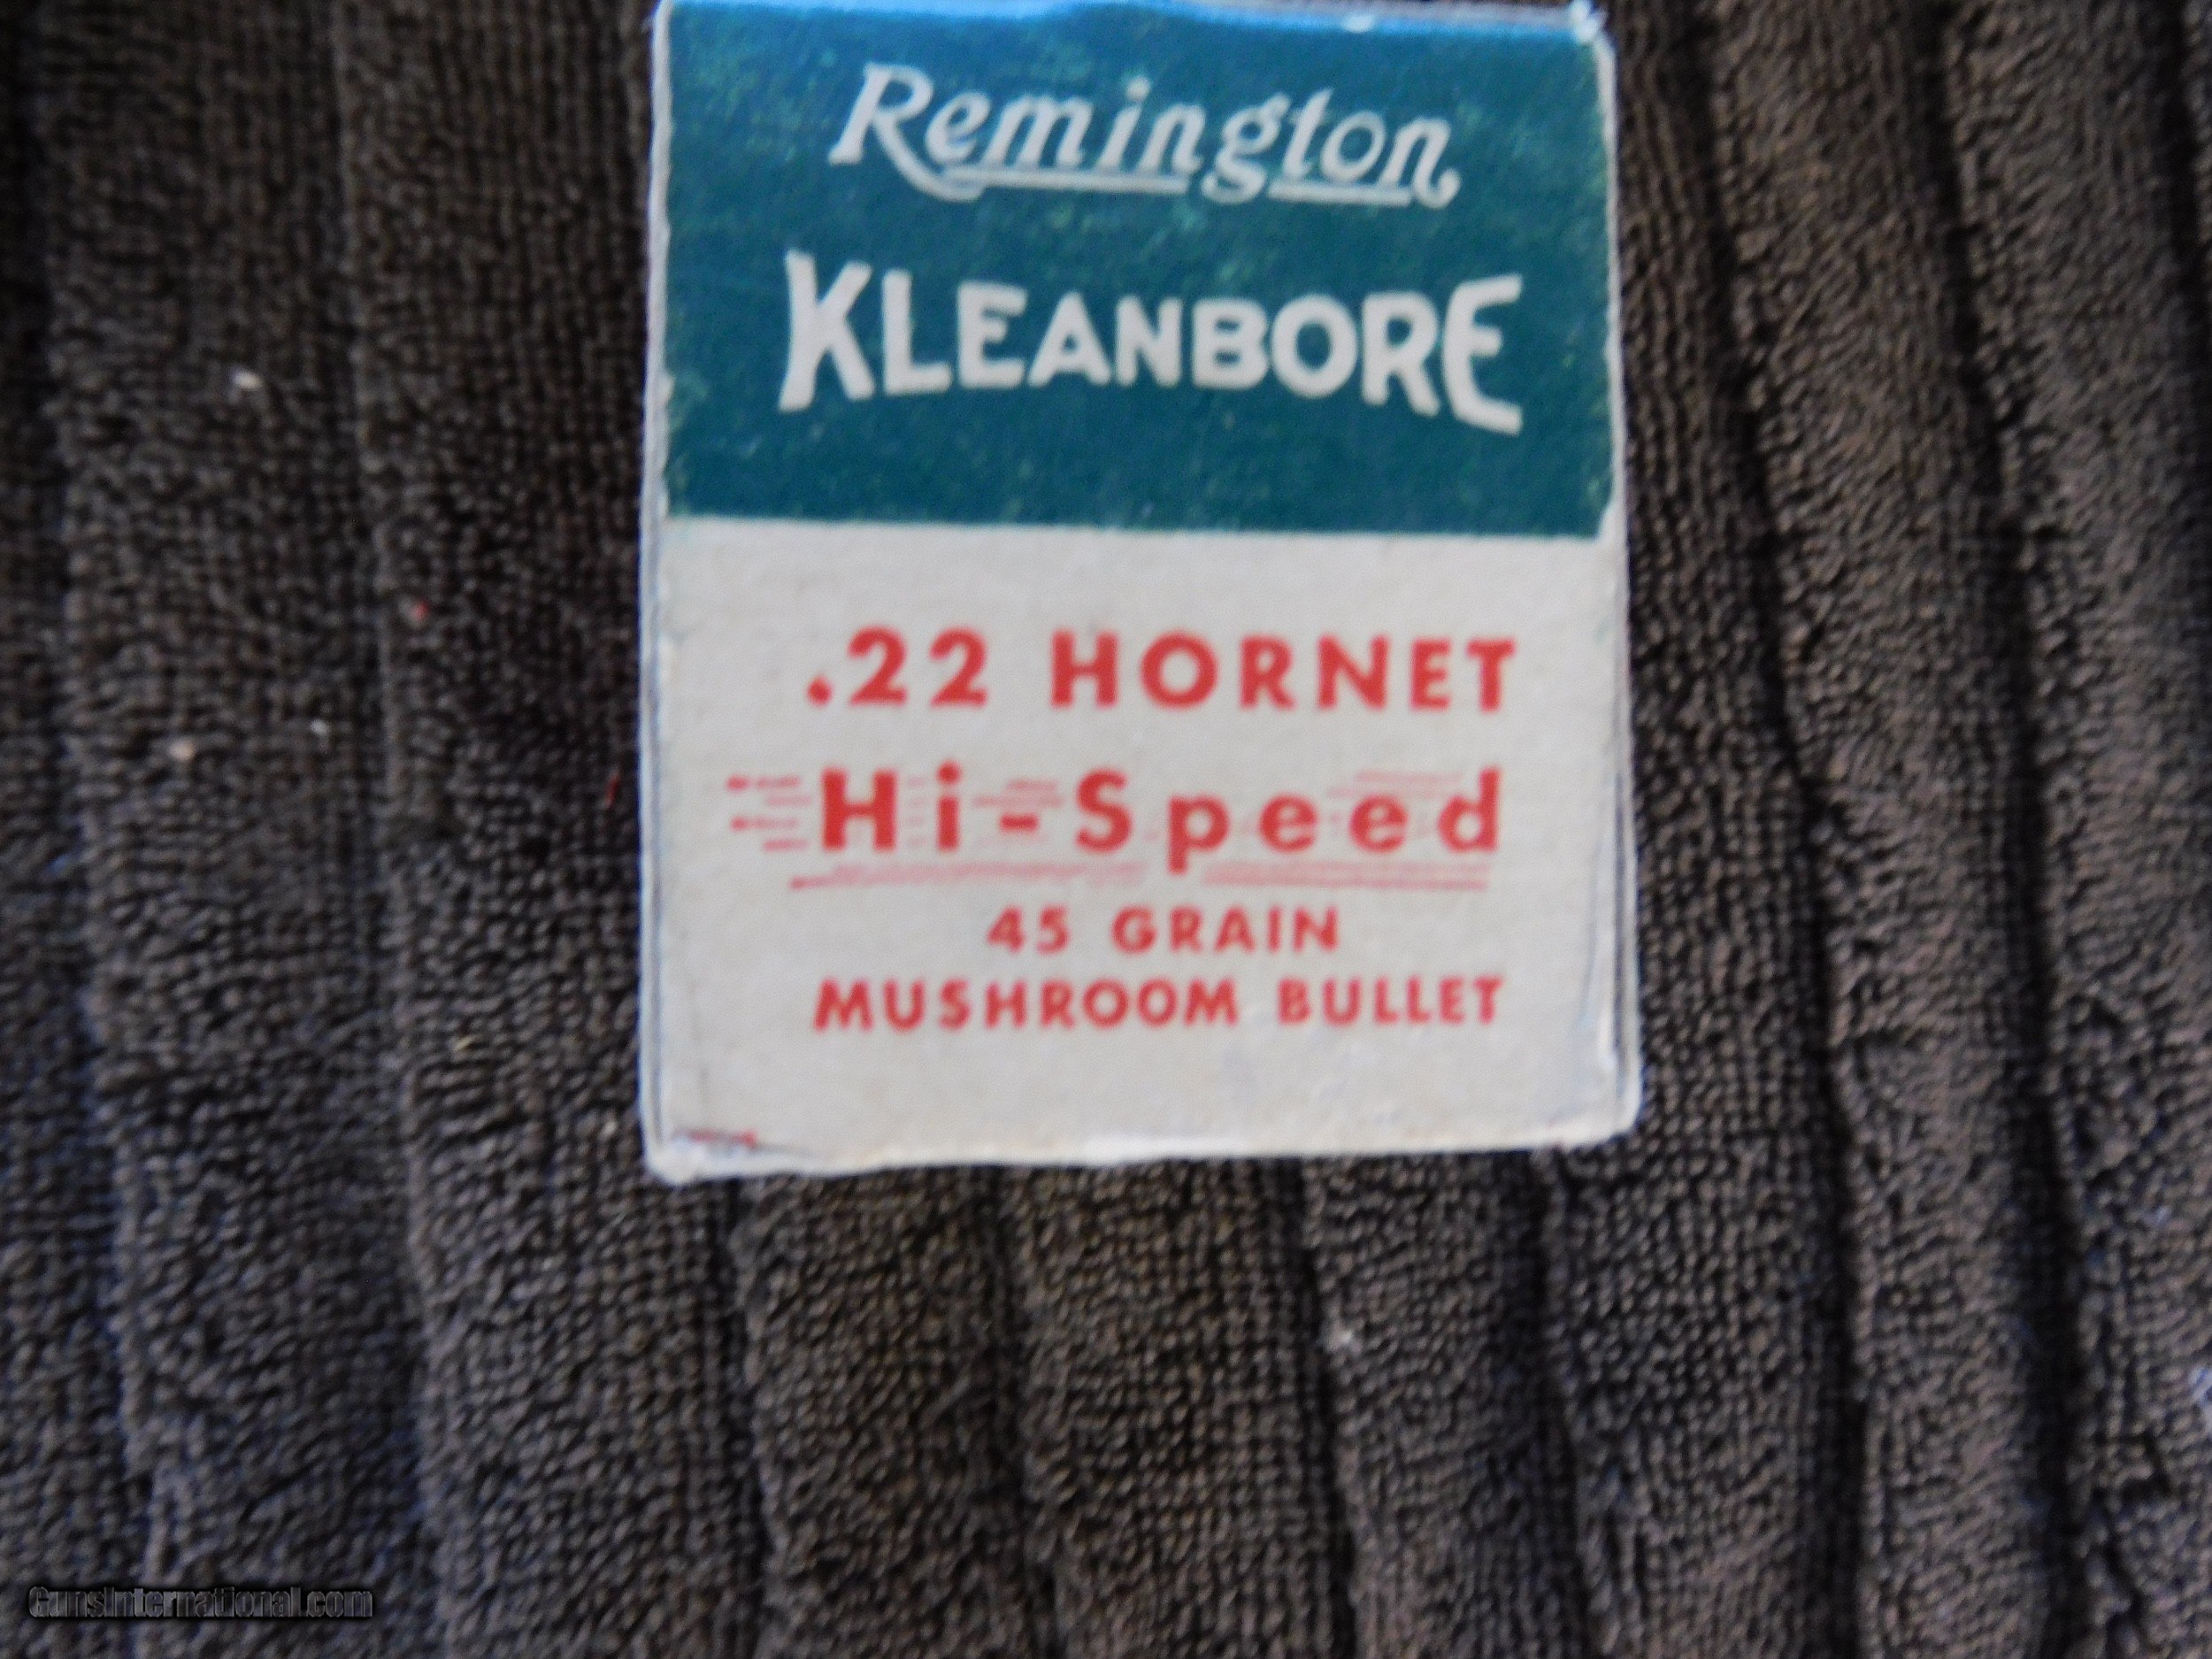 Remington
KLEANBORE
.22 HORNET
Hi-Speed
45 GRAIN
MUSHROOM BULLET
GunsInternational.com